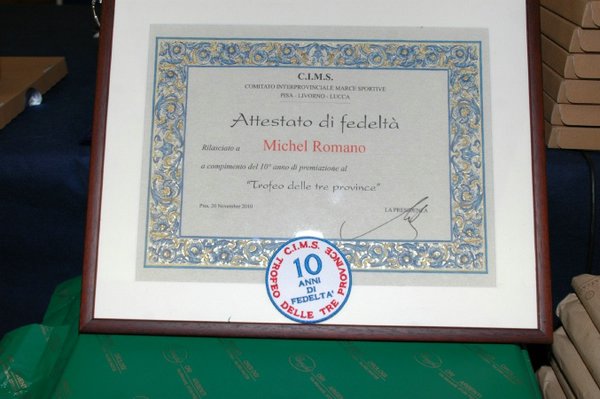 C.I.M.S.
COMITATO INTERPROVINCIALE MARCE SPORTIVE
PISA - LIVORNO - LUCCA
Attestato di fedeltà
Rilasciato a Michel Romano
a compimento del 10° anno di premiazione al
"Trofeo delle tre province"
Pisa, 20 Novembre 2010 LA PRESIDENZA
C.I.M.S.
TROFEO DELLE TRE PROVINCE
10
ANNI
DI
FEDELTA'